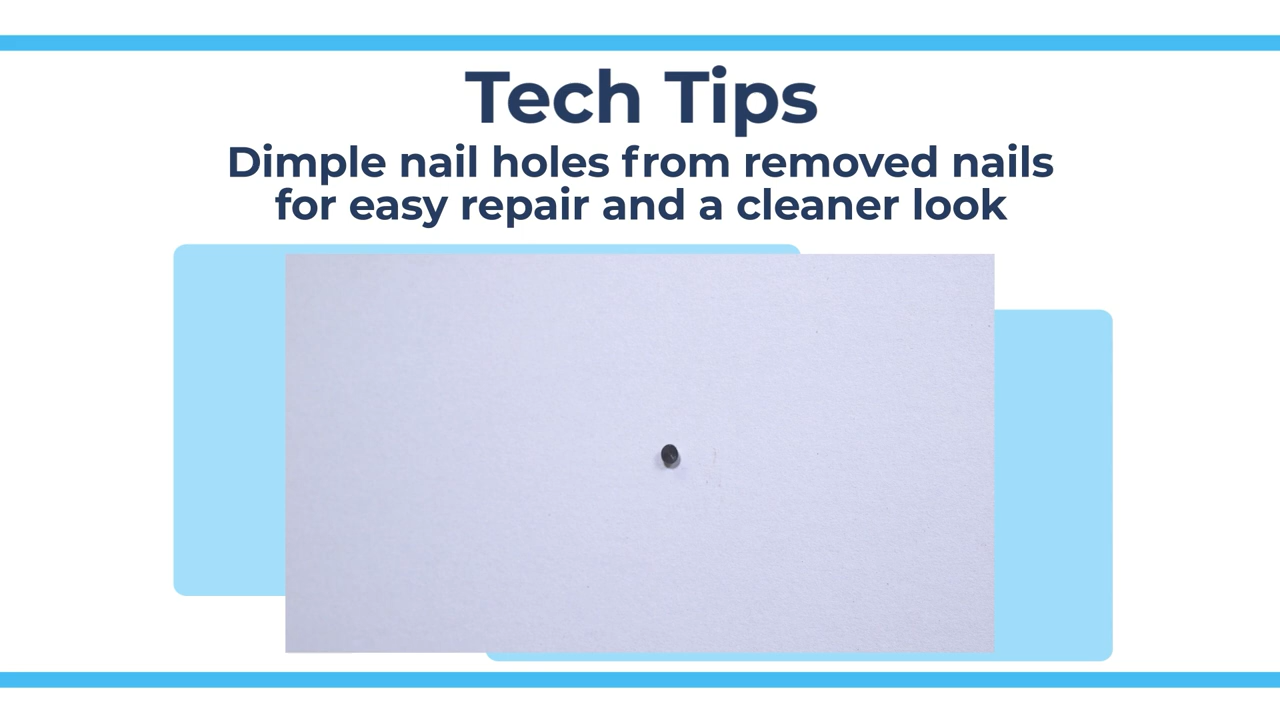 Tech Tips
Dimple nail holes from removed nails
for easy repair and a cleaner look